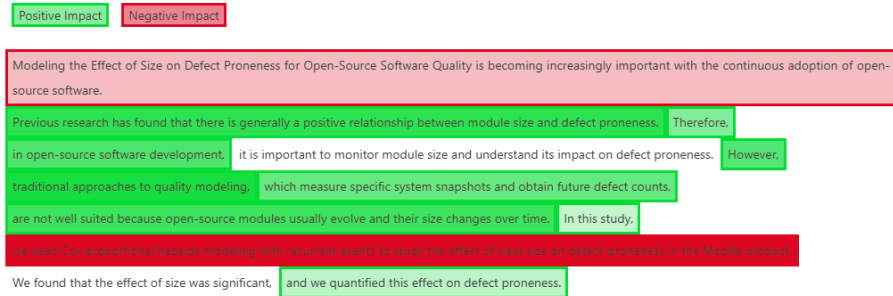 Positive Impact Negative Impact
Modeling the Effect of Size on Defect Proneness for Open-Source Software Quality is becoming increasingly important with the continuous adoption of open-
source software.
Previous research has found that there is generally a positive relationship between module size and defect proneness. Therefore,
in open-source software development, it is important to monitor module size and understand its impact on defect proneness. However,
traditional approaches to quality modeling, which measure specific system snapshots and obtain future defect counts,
are not well suited because open-source modules usually evolve and their size changes over time. In this study,
we used Cox proportional hazards modeling with recurrent events to study the effect of class size on defect-proneness in the Mozilla product.
We found that the effect of size was significant, and we quantified this effect on defect proneness.